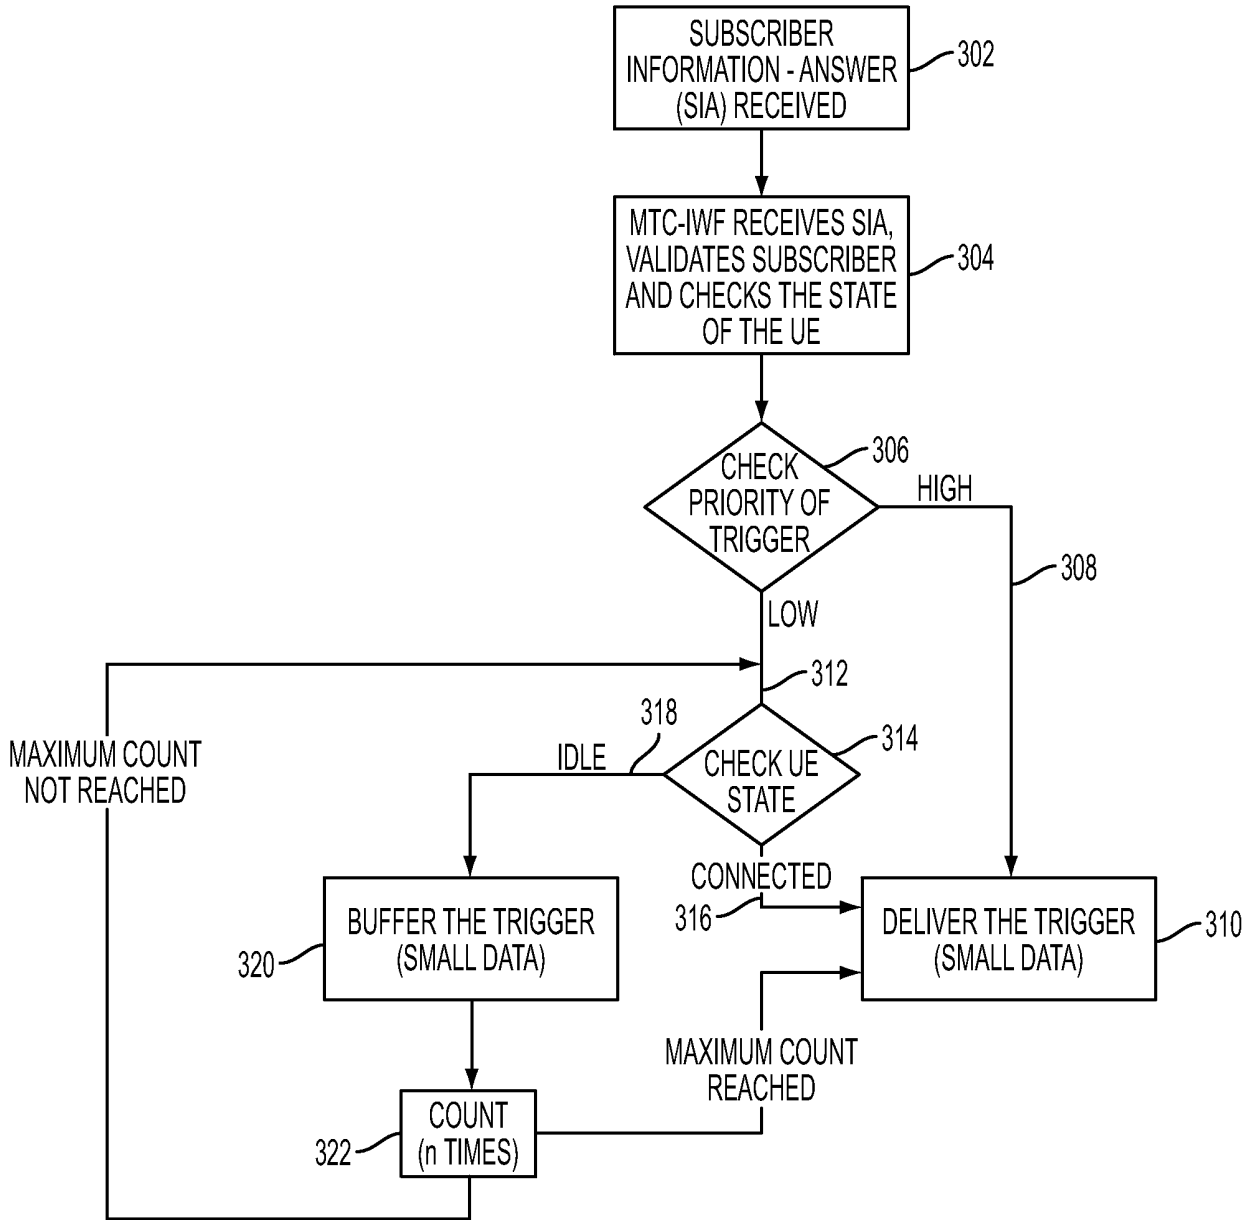 SUBSCRIBER
INFORMATION - ANSWER
(SIA) RECEIVED
302
MTC-IWF RECEIVES SIA,
VALIDATES SUBSCRIBER
AND CHECKS THE STATE
OF THE UE
304
CHECK
PRIORITY OF
TRIGGER
306
HIGH
308
LOW
312
CHECK UE
STATE
314
318
IDLE
MAXIMUM COUNT
NOT REACHED
CONNECTED
316
BUFFER THE TRIGGER
(SMALL DATA)
320
DELIVER THE TRIGGER
(SMALL DATA)
310
MAXIMUM COUNT
REACHED
COUNT
(n TIMES)
322